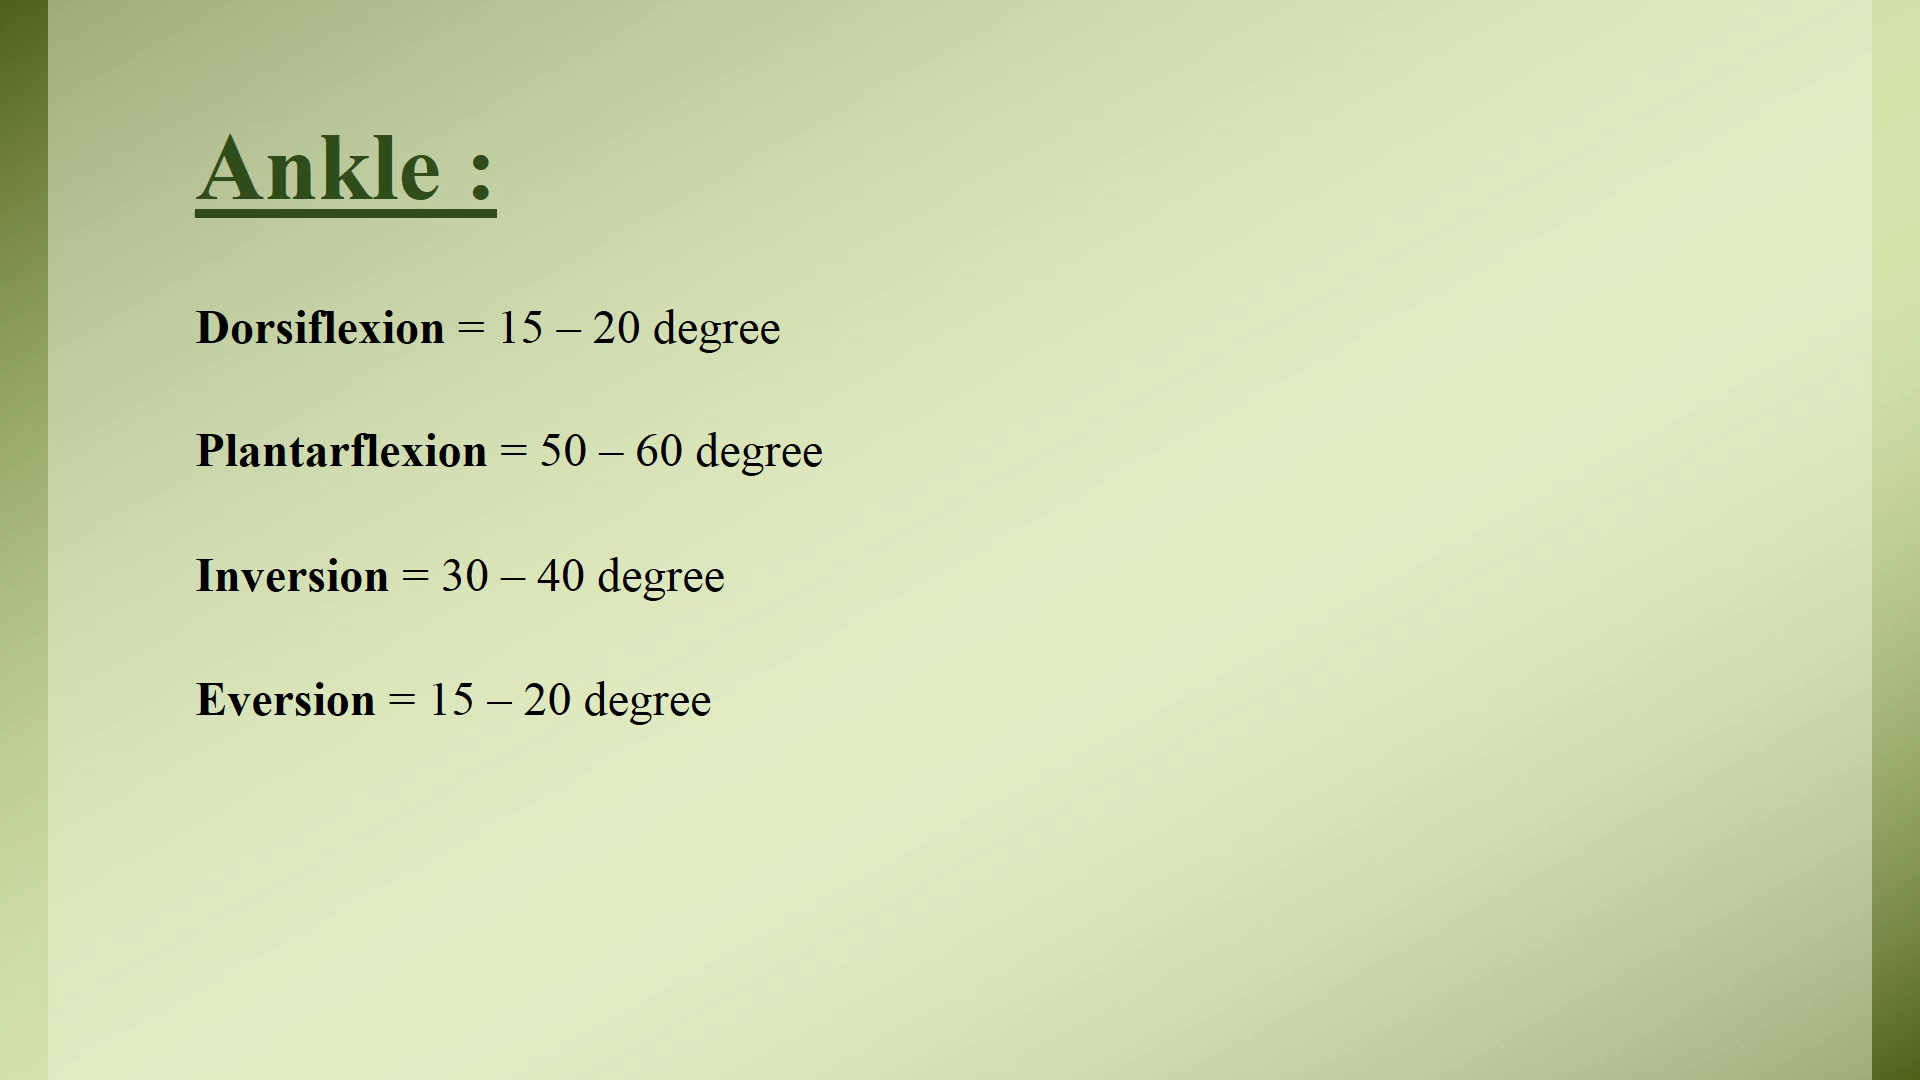 Ankle :
Dorsiflexion = 15 – 20 degree
Plantarflexion = 50 – 60 degree
Inversion = 30 – 40 degree
Eversion = 15 – 20 degree